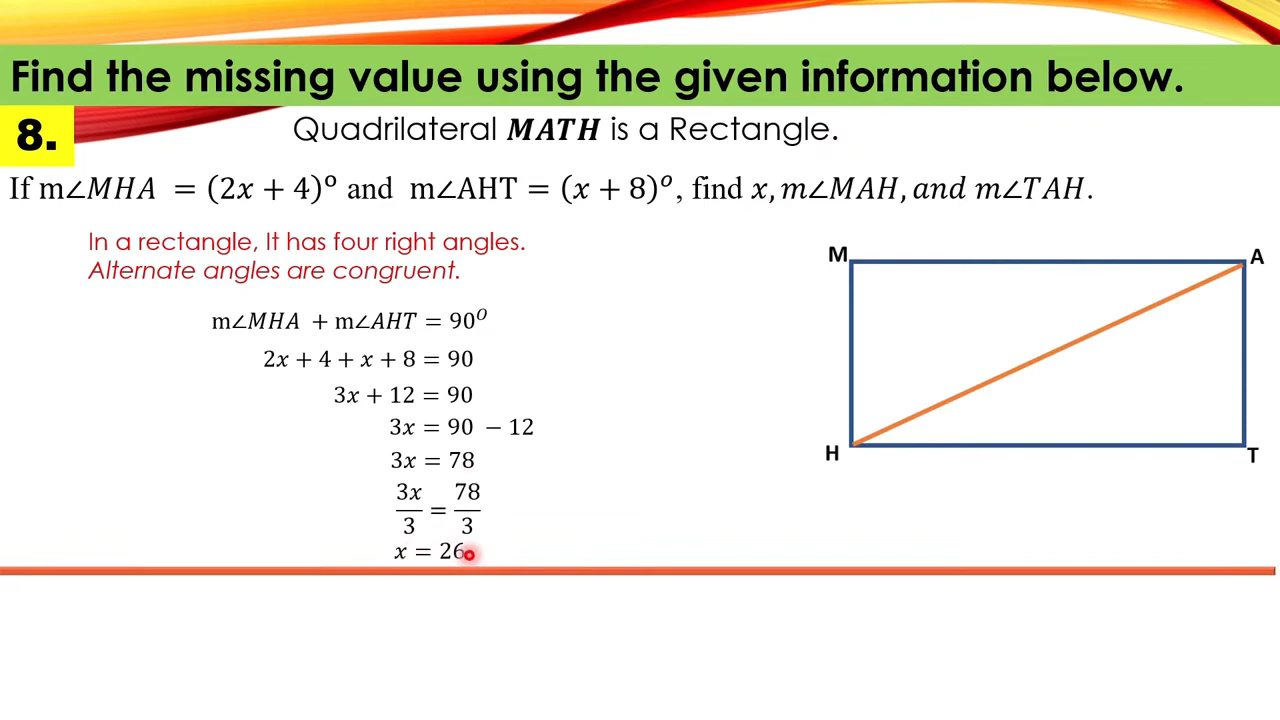 Find the missing value using the given information below.
8.
Quadrilateral MATH is a Rectangle.
If m∠MHA = (2x + 4)° and m∠AHT = (x + 8)°, find x, m∠MAH, and m∠TAH.
In a rectangle, It has four right angles.
Alternate angles are congruent.
m∠MHA + m∠AHT = 90°
2x + 4 + x + 8 = 90
3x + 12 = 90
3x = 90 − 12
3x = 78
3x/3 = 78/3
x = 26
M
A
H
T